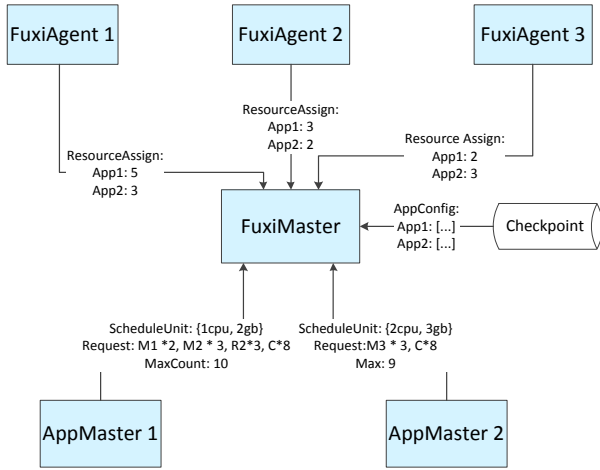 FuxiAgent 1
FuxiAgent 2
FuxiAgent 3
ResourceAssign:
App1: 3
App2: 2
ResourceAssign:
App1: 5
App2: 3
Resource Assign:
App1: 2
App2: 3
FuxiMaster
AppConfig:
App1: [...]
App2: [...]
Checkpoint
ScheduleUnit: {1cpu, 2gb}
Request: M1 *2, M2 * 3, R2*3, C*8
MaxCount: 10
ScheduleUnit: {2cpu, 3gb}
Request:M3 * 3, C*8
Max: 9
AppMaster 1
AppMaster 2